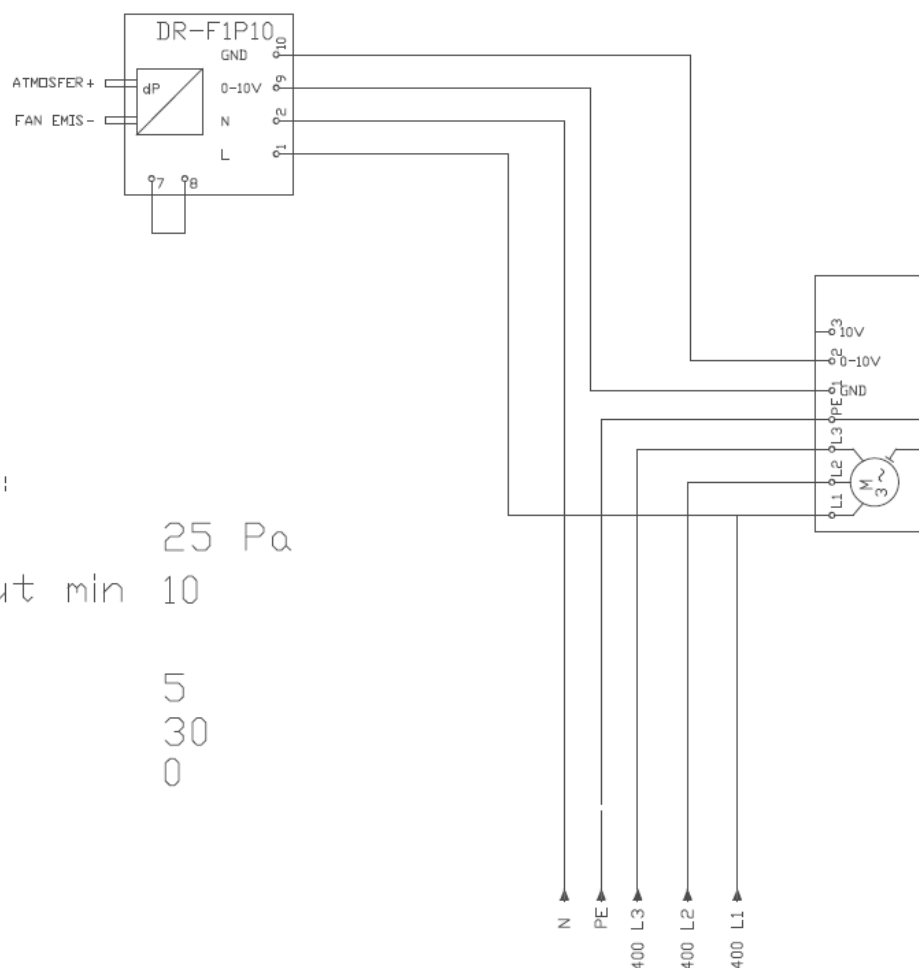 DR-F1P10
GND 10
ATMOSFER+
dP
0-10V 9
FAN EMIS-
N 2
L 1
7 8
3 10V
2 0-10V
1 GND
PE
L3
L2
L1
M
3~
:
25 Pa
ut min 10
5
30
0
N
PE
400 L3
400 L2
400 L1